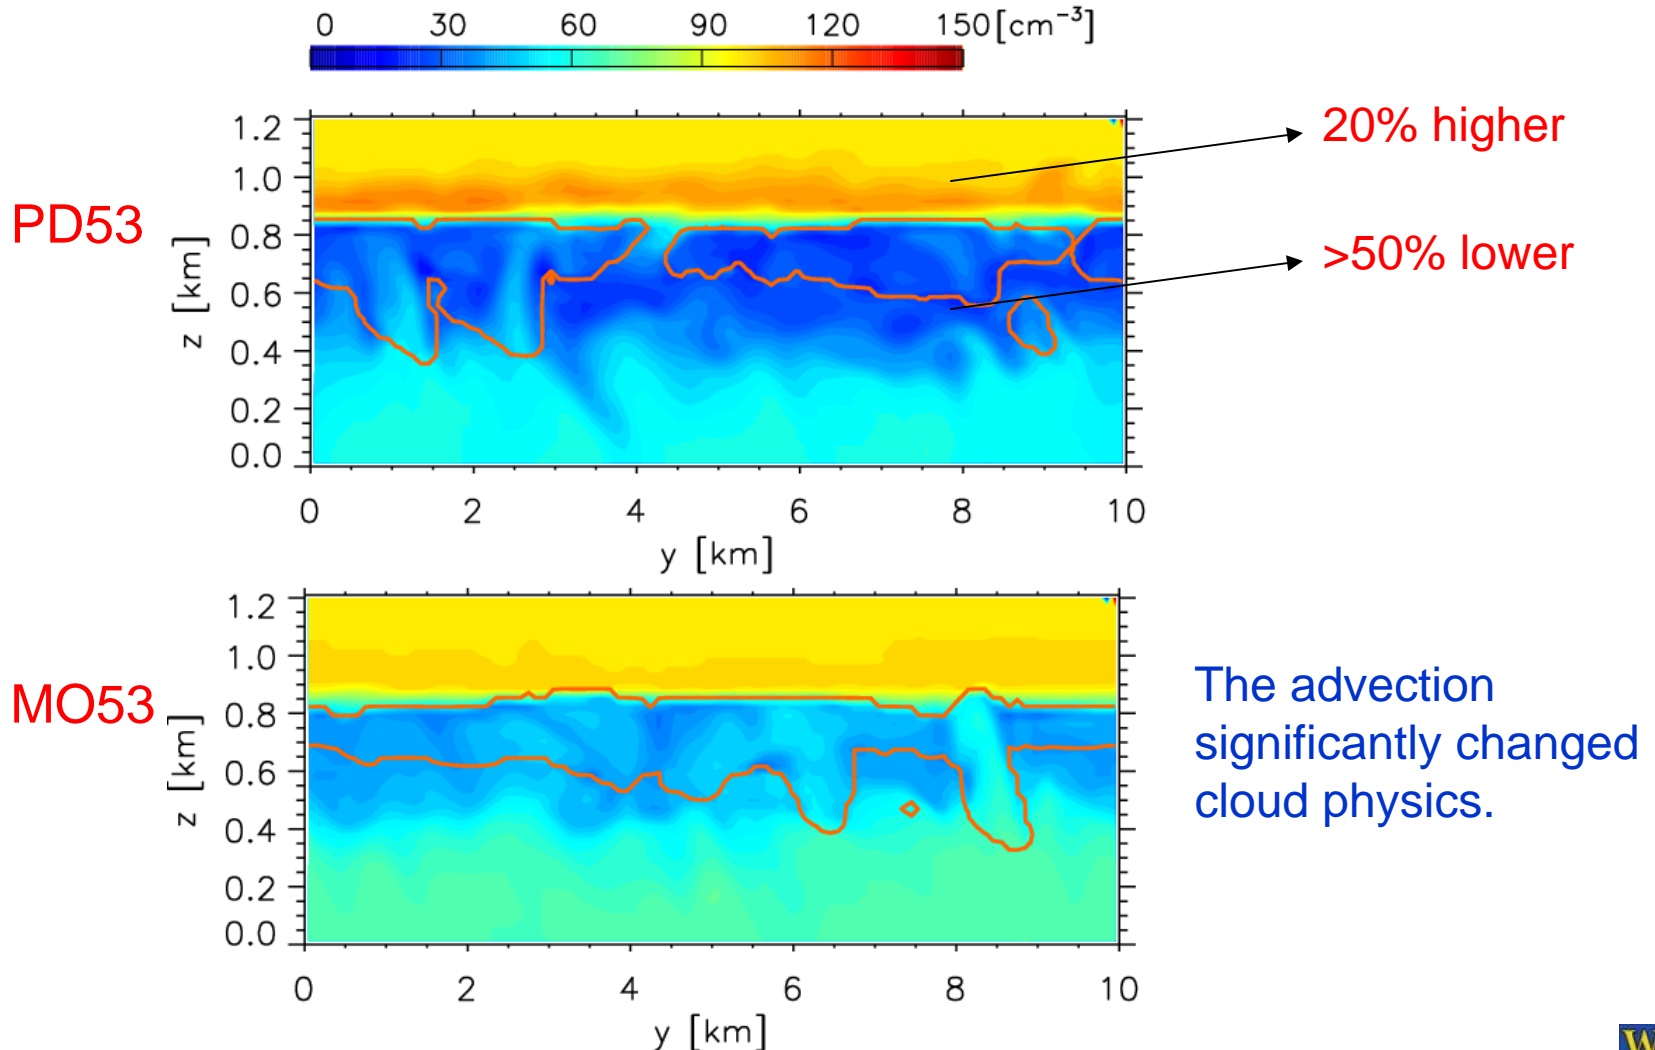 0 30 60 90 120 150 [cm⁻³]
PD53
20% higher
>50% lower
z [km]
1.2
1.0
0.8
0.6
0.4
0.2
0.0
0 2 4 6 8 10
y [km]
MO53
The advection
significantly changed
cloud physics.
z [km]
1.2
1.0
0.8
0.6
0.4
0.2
0.0
0 2 4 6 8 10
y [km]
W